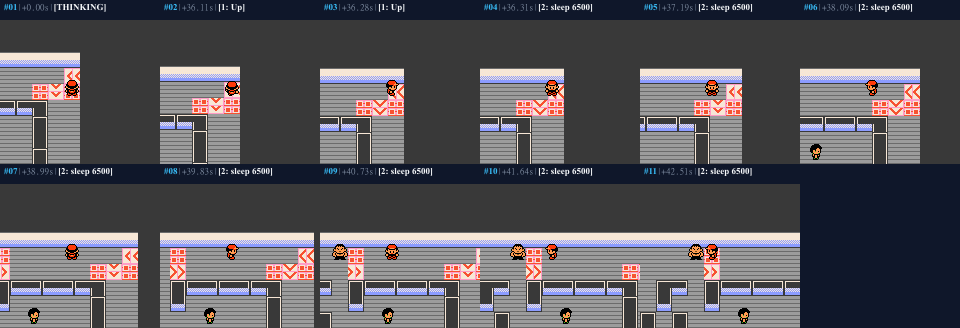 #01|+0.00s|[THINKING]
#02|+36.11s|[1: Up]
#03|+36.28s|[1: Up]
#04|+36.31s|[2: sleep 6500]
#05|+37.19s|[2: sleep 6500]
#06|+38.09s|[2: sleep 6500]
#07|+38.99s|[2: sleep 6500]
#08|+39.83s|[2: sleep 6500]
#09|+40.73s|[2: sleep 6500]
#10|+41.64s|[2: sleep 6500]
#11|+42.51s|[2: sleep 6500]